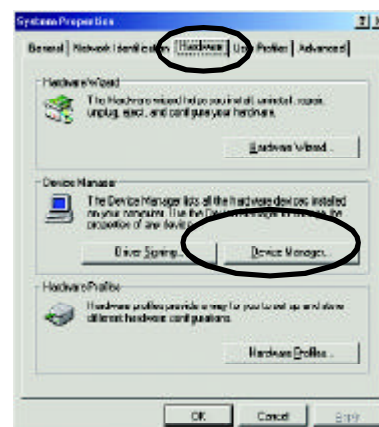 System Properties
General Network Identification Hardware User Profiles Advanced
Hardware Wizard
The Hardware wizard helps you install, uninstall, repair,
unplug, eject, and configure your hardware.
Hardware Wizard...
Device Manager
The Device Manager lists all the hardware devices installed
on your computer. Use the Device Manager to change the
properties of any device.
Driver Signing...
Device Manager...
Hardware Profiles
Hardware profiles provide a way for you to set up and store
different hardware configurations.
Hardware Profiles...
OK
Cancel
Apply